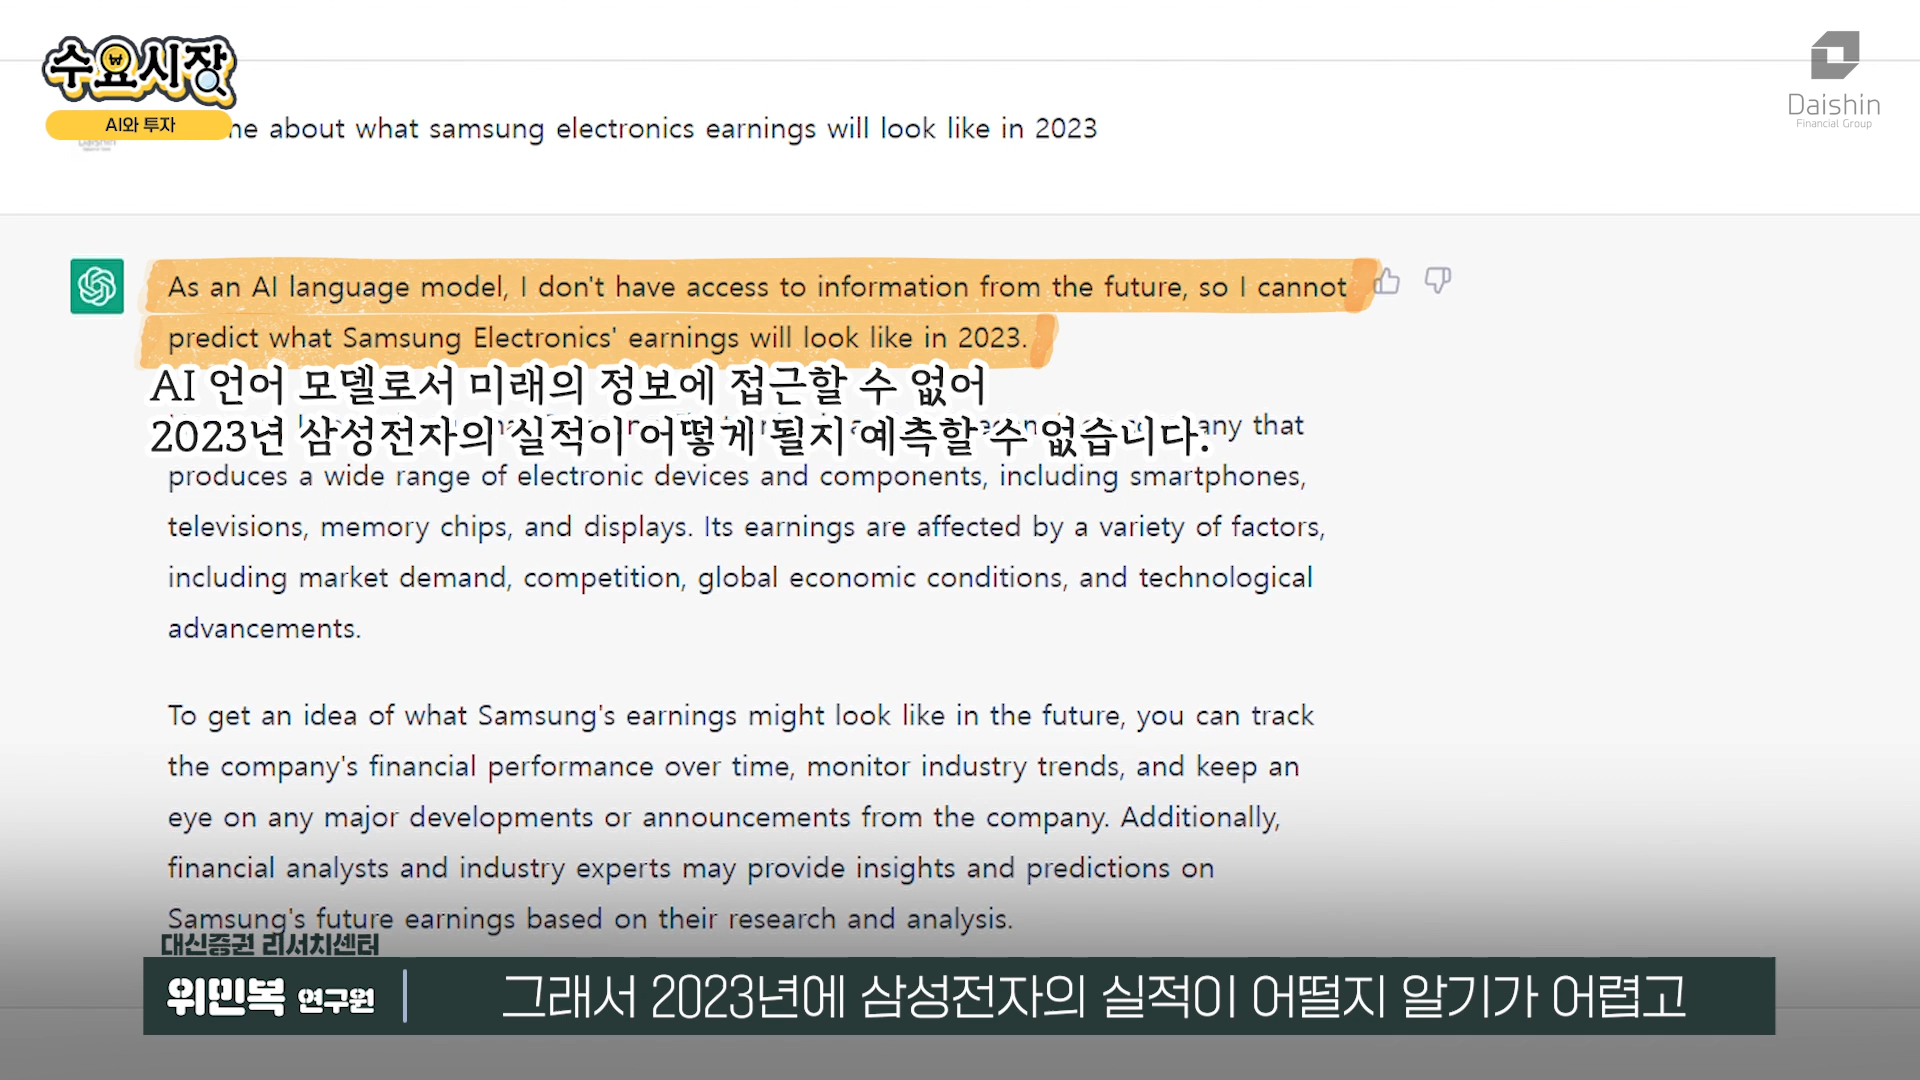 수요시장
AI와 투자
Daishin
Financial Group
me about what samsung electronics earnings will look like in 2023
As an AI language model, I don't have access to information from the future, so I cannot
predict what Samsung Electronics' earnings will look like in 2023.
AI 언어 모델로서 미래의 정보에 접근할 수 없어
2023년 삼성전자의 실적이 어떻게 될지 예측할 수 없습니다.
that
produces a wide range of electronic devices and components, including smartphones,
televisions, memory chips, and displays. Its earnings are affected by a variety of factors,
including market demand, competition, global economic conditions, and technological
advancements.
To get an idea of what Samsung's earnings might look like in the future, you can track
the company's financial performance over time, monitor industry trends, and keep an
eye on any major developments or announcements from the company. Additionally,
financial analysts and industry experts may provide insights and predictions on
Samsung's future earnings based on their research and analysis.
대신증권 리서치센터
위민복 연구원
그래서 2023년에 삼성전자의 실적이 어떨지 알기가 어렵고